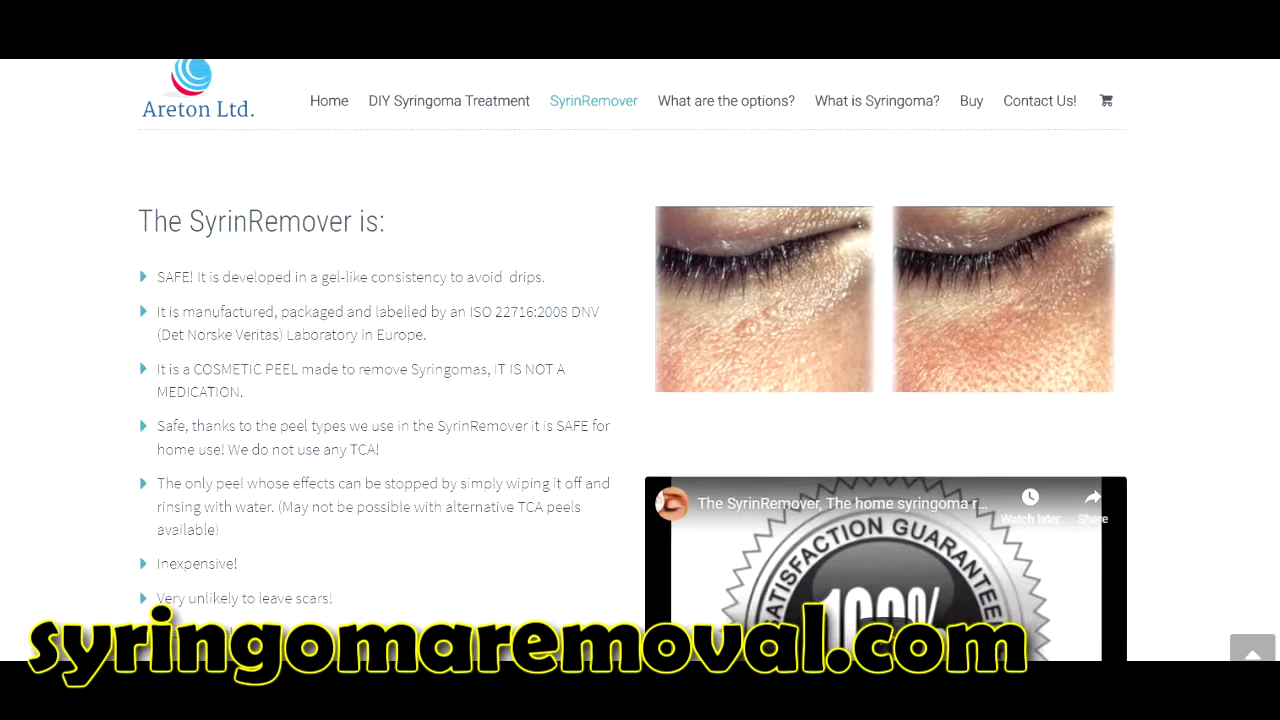 Areton Ltd.
Home
DIY Syringoma Treatment
SyrinRemover
What are the options?
What is Syringoma?
Buy
Contact Us!
The SyrinRemover is:
SAFE! It is developed in a gel-like consistency to avoid drips.
It is manufactured, packaged and labelled by an ISO 22716:2008 DNV
(Det Norske Veritas) Laboratory in Europe.
It is a COSMETIC PEEL made to remove Syringomas, IT IS NOT A
MEDICATION.
Safe, thanks to the peel types we use in the SyrinRemover it is SAFE for
home use! We do not use any TCA!
The only peel whose effects can be stopped by simply wiping it off and
rinsing with water. (May not be possible with alternative TCA peels
available)
Inexpensive!
Very unlikely to leave scars!
The SyrinRemover, The home syringoma r...
Watch later
Share
SATISFACTION GUARANTEED
100%
syringomaremoval.com